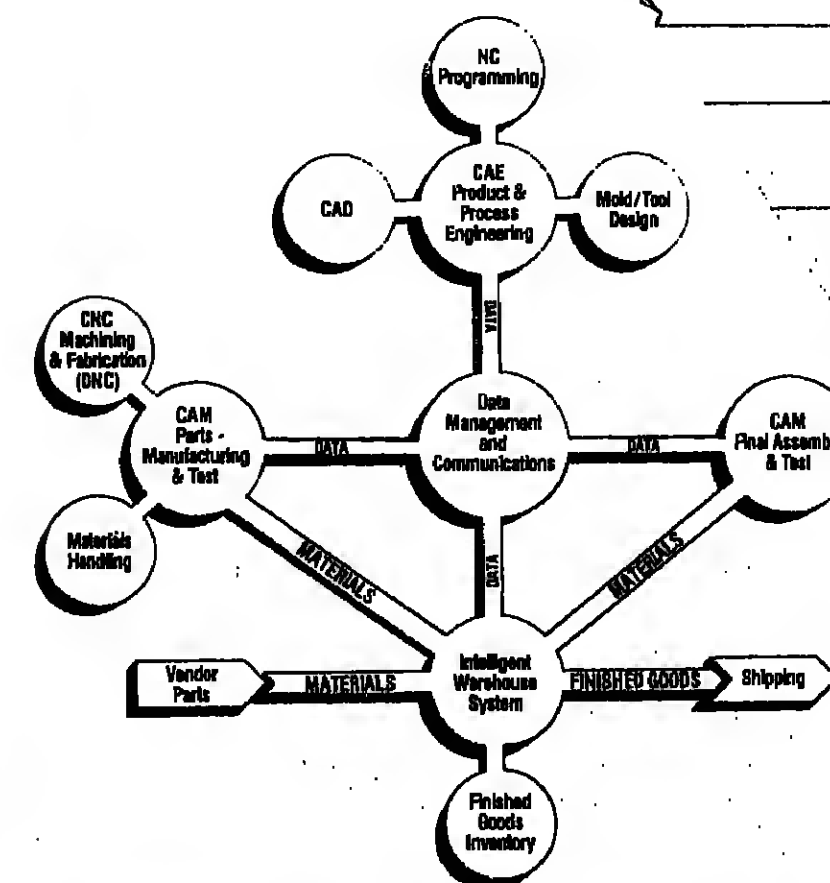 NC
Programming
CAE
Product &
Process
Engineering
CAD
Mold/Tool
Design
DATA
CNC
Machining
& Fabrication
(DNC)
CAM
Parts -
Manufacturing
& Test
DATA
Data
Management
and
Communications
DATA
CAM
Final Assemb
& Test
Materials
Handling
MATERIALS
DATA
MATERIALS
Vendor
Parts
MATERIALS
Intelligent
Warehouse
System
FINISHED GOODS
Shipping
Finished
Goods
Inventory